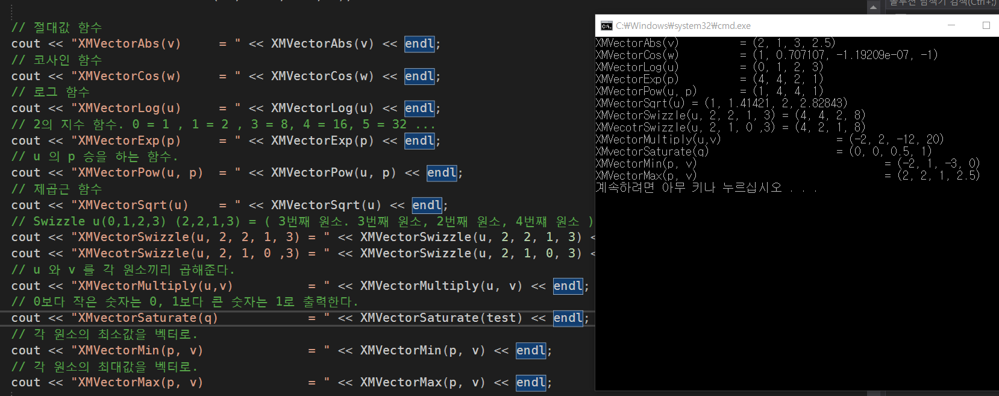 // 절대값 함수
cout << "XMVectorAbs(v)     = " << XMVectorAbs(v) << endl;
// 코사인 함수
cout << "XMVectorCos(w)     = " << XMVectorCos(w) << endl;
// 로그 함수
cout << "XMVectorLog(u)     = " << XMVectorLog(u) << endl;
// 2의 지수 함수. 0 = 1 , 1 = 2 , 3 = 8, 4 = 16, 5 = 32 ...
cout << "XMVectorExp(p)     = " << XMVectorExp(p) << endl;
// u 의 p 승을 하는 함수.
cout << "XMVectorPow(u, p)  = " << XMVectorPow(u, p) << endl;
// 제곱근 함수
cout << "XMVectorSqrt(u)    = " << XMVectorSqrt(u) << endl;
// Swizzle u(0,1,2,3) (2,2,1,3) = ( 3번째 원소. 3번째 원소, 2번째 원소, 4번쨰 원소 )
cout << "XMVectorSwizzle(u, 2, 2, 1, 3) = " << XMVectorSwizzle(u, 2, 2, 1, 3) <
cout << "XMVecotrSwizzle(u, 2, 1, 0 ,3) = " << XMVectorSwizzle(u, 2, 1, 0, 3) <
// u 와 v 를 각 원소끼리 곱해준다.
cout << "XMVectorMultiply(u,v)          = " << XMVectorMultiply(u, v) << endl;
// 0보다 작은 숫자는 0, 1보다 큰 숫자는 1로 출력한다.
cout << "XMvectorSaturate(q)            = " << XMVectorSaturate(test) << endl;
// 각 원소의 최소값을 벡터로.
cout << "XMVectorMin(p, v)              = " << XMVectorMin(p, v) << endl;
// 각 원소의 최대값을 벡터로.
cout << "XMVectorMax(p, v)              = " << XMVectorMax(p, v) << endl;
솔루션 탐색기 검색(Ctrl+;)
C:₩Windows₩system32₩cmd.exe
XMVectorAbs(v)          = (2, 1, 3, 2.5)
XMVectorCos(w)          = (1, 0.707107, -1.19209e-07, -1)
XMVectorLog(u)          = (0, 1, 2, 3)
XMVectorExp(p)          = (4, 4, 2, 1)
XMVectorPow(u, p)       = (1, 4, 4, 1)
XMVectorSqrt(u) = (1, 1.41421, 2, 2.82843)
XMVectorSwizzle(u, 2, 2, 1, 3) = (4, 4, 2, 8)
XMVecotrSwizzle(u, 2, 1, 0 ,3) = (4, 2, 1, 8)
XMVectorMultiply(u,v)                   = (-2, 2, -12, 20)
XMvectorSaturate(q)                     = (0, 0, 0.5, 1)
XMVectorMin(p, v)                               = (-2, 1, -3, 0)
XMVectorMax(p, v)                               = (2, 2, 1, 2.5)
계속하려면 아무 키나 누르십시오 . . .